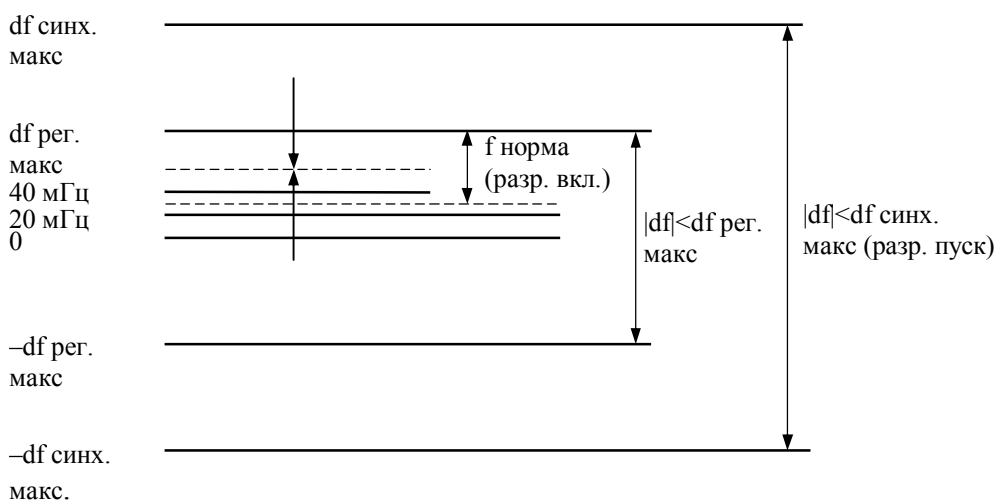 df синх.
макс
df рег.
макс
40 мГц
20 мГц
0
f норма
(разр. вкл.)
|df|<df рег.
макс
|df|<df синх.
макс (разр. пуск)
–df рег.
макс
–df синх.
макс.